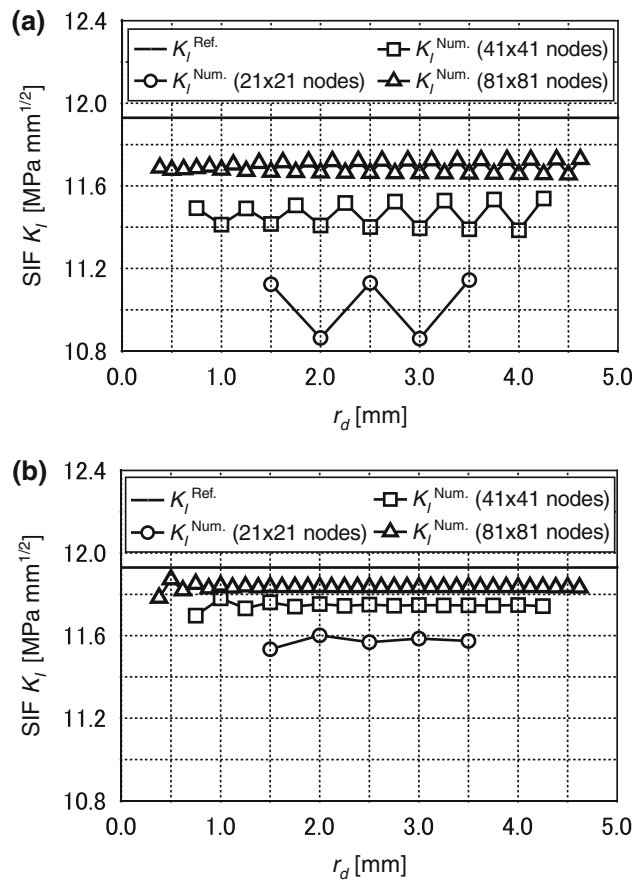 (a)
12.4
K_I^Ref. K_I^Num. (41x41 nodes)
K_I^Num. (21x21 nodes) K_I^Num. (81x81 nodes)
12.0
11.6
11.2
10.8
SIF K_I [MPa mm^1/2]
0.0 1.0 2.0 3.0 4.0 5.0
r_d [mm]
(b)
12.4
K_I^Ref. K_I^Num. (41x41 nodes)
K_I^Num. (21x21 nodes) K_I^Num. (81x81 nodes)
12.0
11.6
11.2
10.8
SIF K_I [MPa mm^1/2]
0.0 1.0 2.0 3.0 4.0 5.0
r_d [mm]